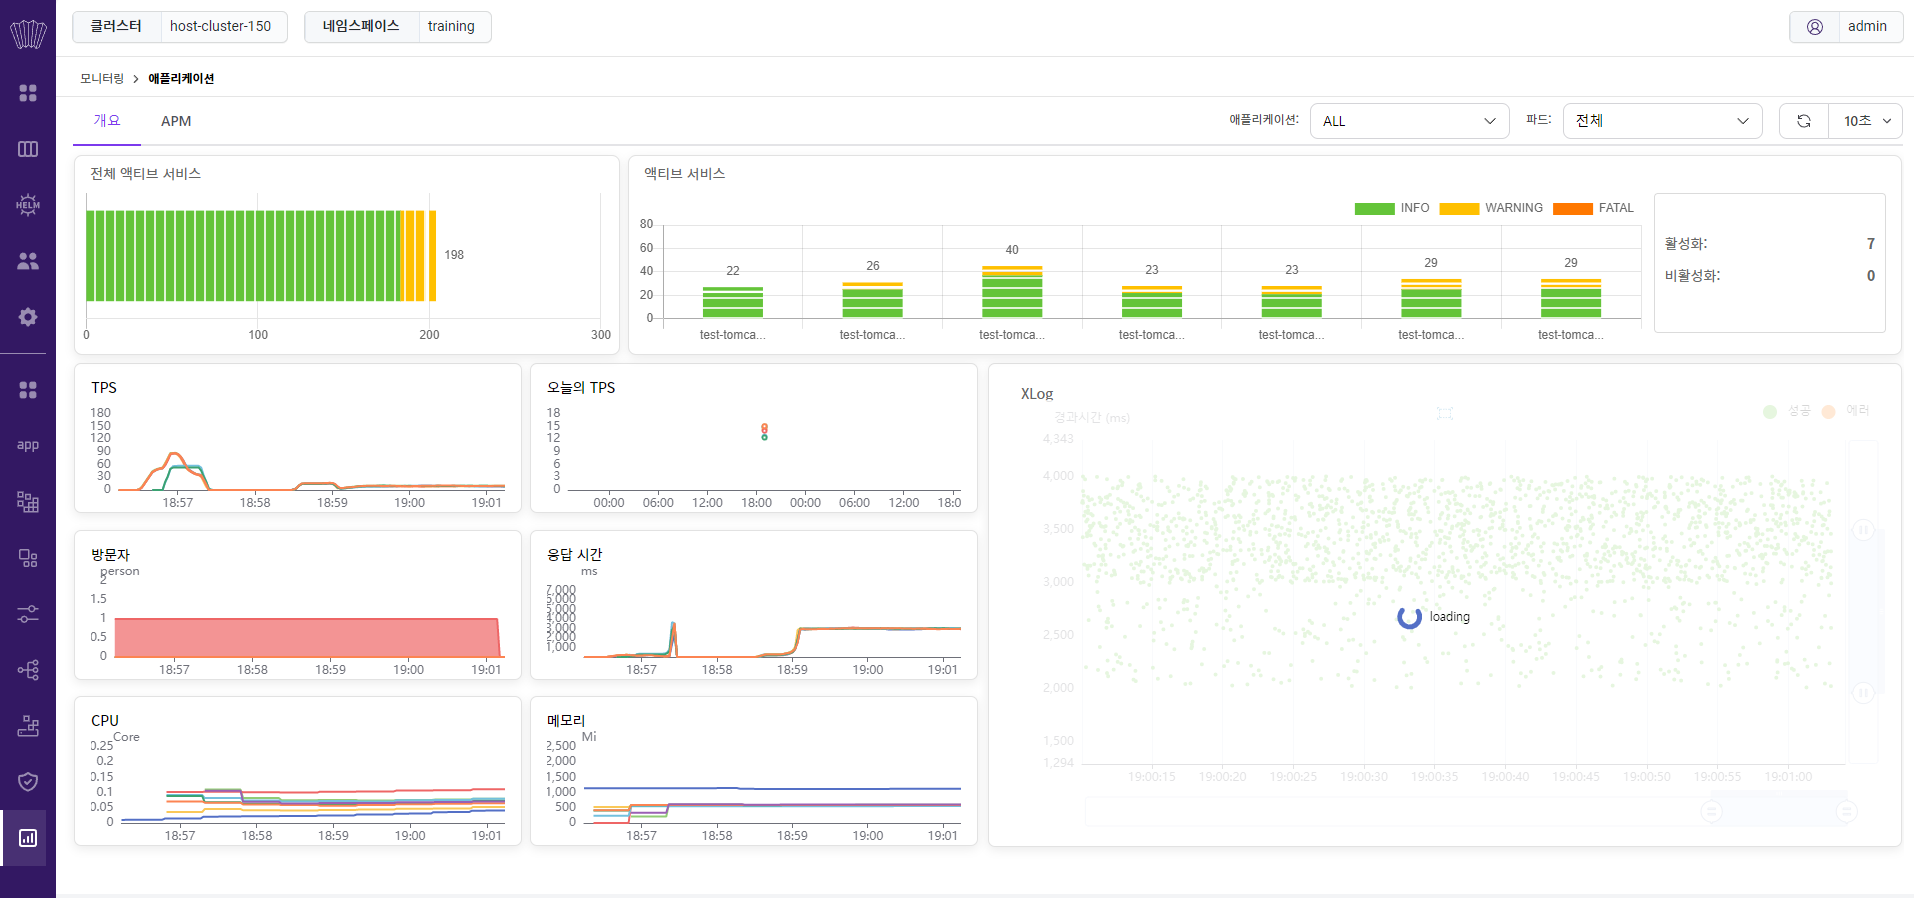 클러스터 host-cluster-150 네임스페이스 training admin
모니터링 > 애플리케이션
HELM
app
개요 APM 애플리케이션: ALL 파드: 전체 10초
전체 액티브 서비스
198
0 100 200 300
액티브 서비스
INFO WARNING FATAL
80
60
40
20
0
22 26 40 23 23 29 29
test-tomca... test-tomca... test-tomca... test-tomca... test-tomca... test-tomca... test-tomca...
활성화: 7
비활성화: 0
TPS
180
150
120
90
60
30
0
18:57 18:58 18:59 19:00 19:01
오늘의 TPS
18
15
12
9
6
3
0
00:00 06:00 12:00 18:00 00:00 06:00 12:00 18:0
방문자
person
2
1.5
1
0.5
0
18:57 18:58 18:59 19:00 19:01
응답 시간
ms
7,000
6,000
5,000
4,000
3,000
2,000
1,000
18:57 18:58 18:59 19:00 19:01
CPU
Core
0.25
0.2
0.15
0.1
0.05
0
18:57 18:58 18:59 19:00 19:01
메모리
Mi
2,500
2,000
1,500
1,000
500
0
18:57 18:58 18:59 19:00 19:01
XLog
경과시간 (ms)
성공 에러
4,343
4,000
3,500
3,000
2,500
2,000
1,500
1,294
loading
19:00:15 19:00:20 19:00:25 19:00:30 19:00:35 19:00:40 19:00:45 19:00:50 19:00:55 19:01:00